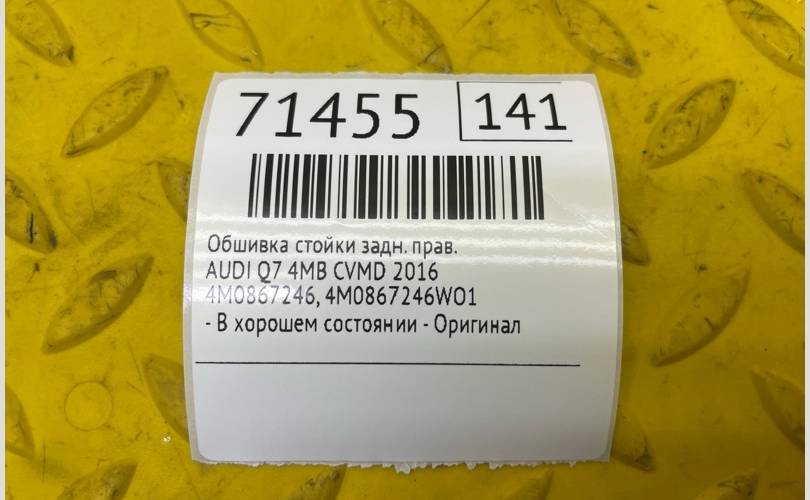 71455 141
Обшивка стойки задн. прав.
AUDI Q7 4MB CVMD 2016
4M0867246, 4M0867246WO1
- В хорошем состоянии - Оригинал